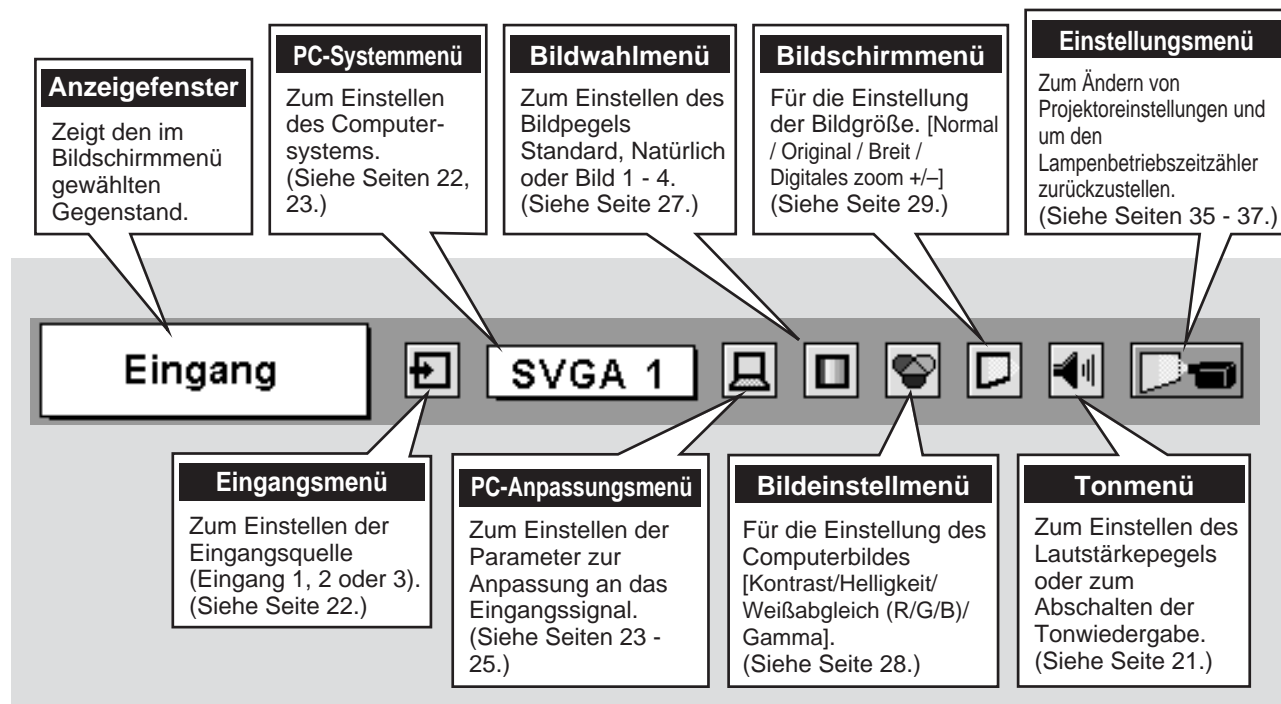 Anzeigefenster
Zeigt den im
Bildschirmmenü
gewählten
Gegenstand.
PC-Systemmenü
Zum Einstellen
des Computer-
systems.
(Siehe Seiten 22,
23.)
Bildwahlmenü
Zum Einstellen des
Bildpegels
Standard, Natürlich
oder Bild 1 - 4.
(Siehe Seite 27.)
Bildschirmmenü
Für die Einstellung
der Bildgröße. [Normal
/ Original / Breit /
Digitales zoom +/–]
(Siehe Seite 29.)
Einstellungsmenü
Zum Ändern von
Projektoreinstellungen und
um den
Lampenbetriebszeitzähler
zurückzustellen.
(Siehe Seiten 35 - 37.)
Eingang
SVGA 1
Eingangsmenü
Zum Einstellen der
Eingangsquelle
(Eingang 1, 2 oder 3).
(Siehe Seite 22.)
PC-Anpassungsmenü
Zum Einstellen der
Parameter zur
Anpassung an das
Eingangssignal.
(Siehe Seiten 23 -
25.)
Bildeinstellmenü
Für die Einstellung des
Computerbildes
[Kontrast/Helligkeit/
Weißabgleich (R/G/B)/
Gamma].
(Siehe Seite 28.)
Tonmenü
Zum Einstellen des
Lautstärkepegels
oder zum
Abschalten der
Tonwiedergabe.
(Siehe Seite 21.)